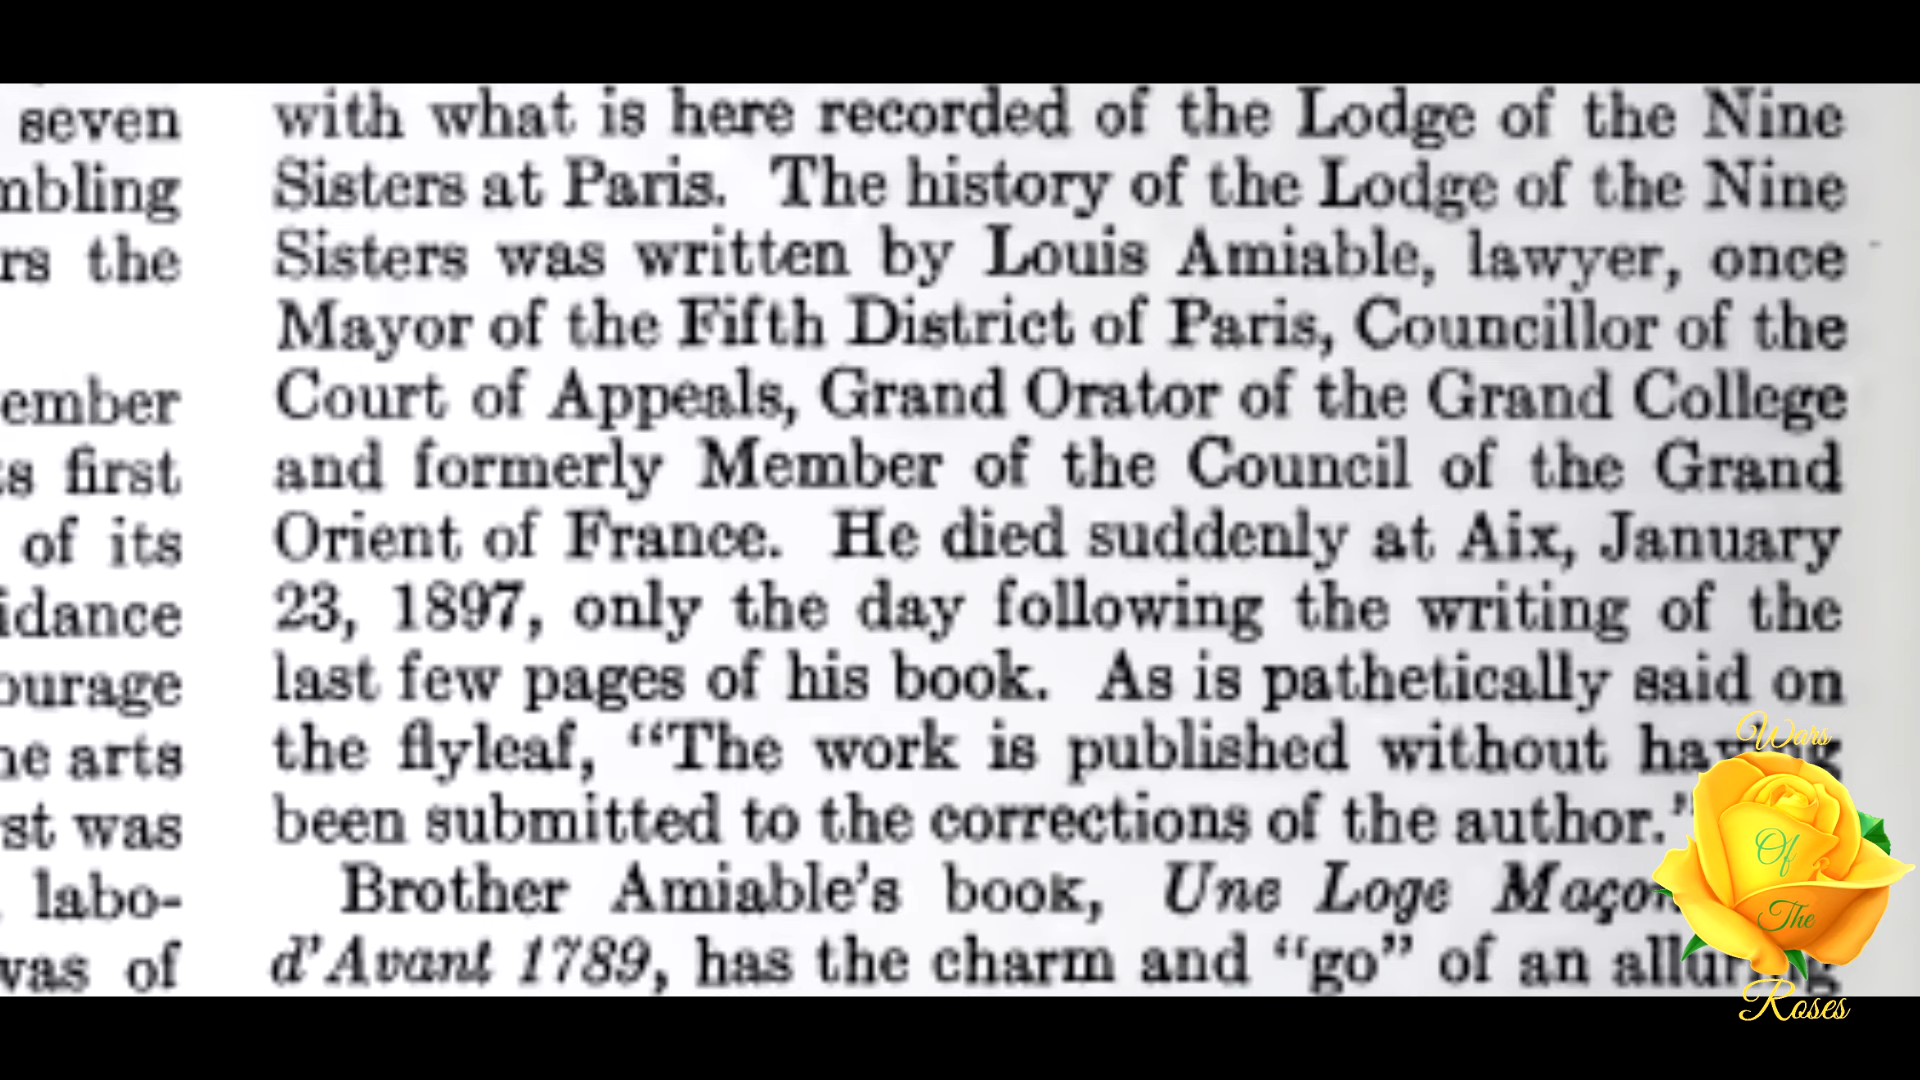 seven
mbling
rs the
ember
s first
of its
idance
ourage
ne arts
st was
labo-
was of
with what is here recorded of the Lodge of the Nine
Sisters at Paris. The history of the Lodge of the Nine
Sisters was written by Louis Amiable, lawyer, once
Mayor of the Fifth District of Paris, Councillor of the
Court of Appeals, Grand Orator of the Grand College
and formerly Member of the Council of the Grand
Orient of France. He died suddenly at Aix, January
23, 1897, only the day following the writing of the
last few pages of his book. As is pathetically said on
the flyleaf, “The work is published without having
been submitted to the corrections of the author.”
Brother Amiable’s book, Une Loge Maçon
d’Avant 1789, has the charm and “go” of an alluring
Wars
Of
The
Roses